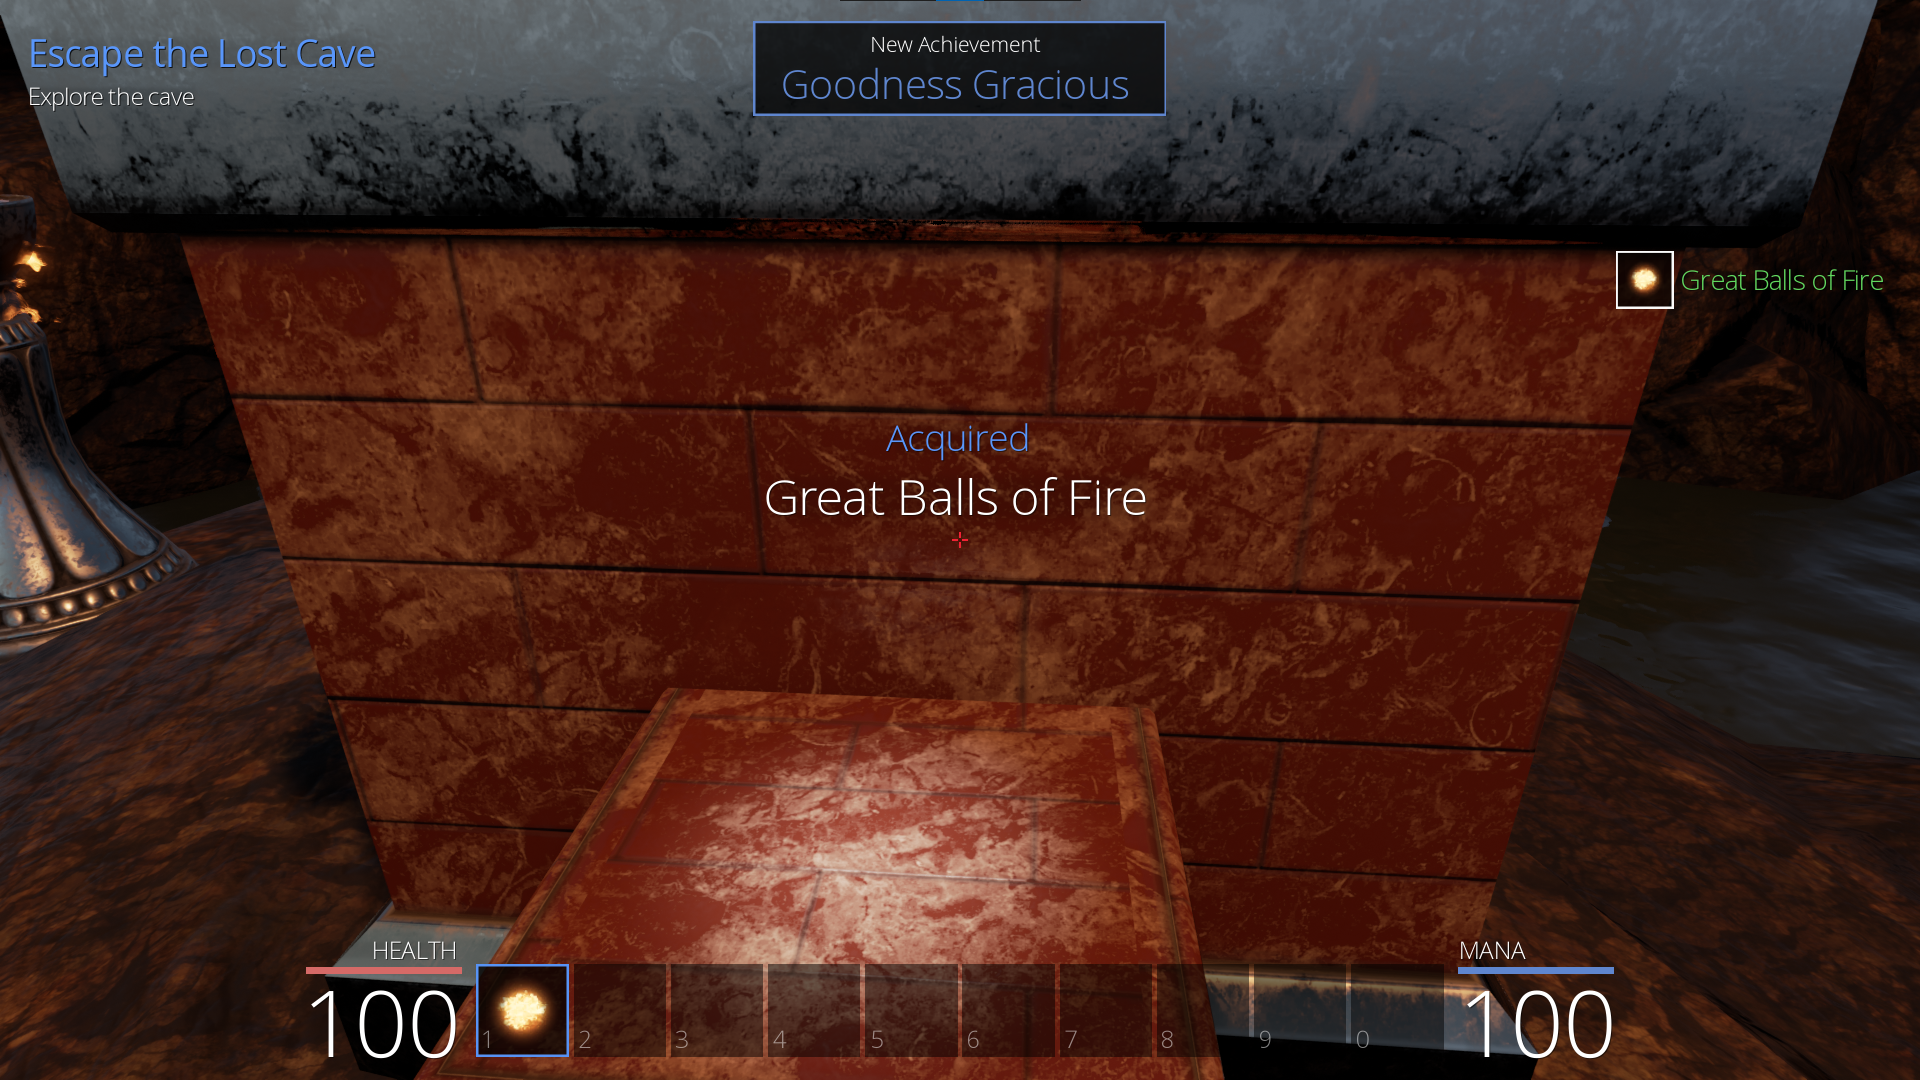 Escape the Lost Cave
Explore the cave
New Achievement
Goodness Gracious
Great Balls of Fire
Acquired
Great Balls of Fire
HEALTH
100
1
2
3
4
5
6
7
8
9
0
MANA
100